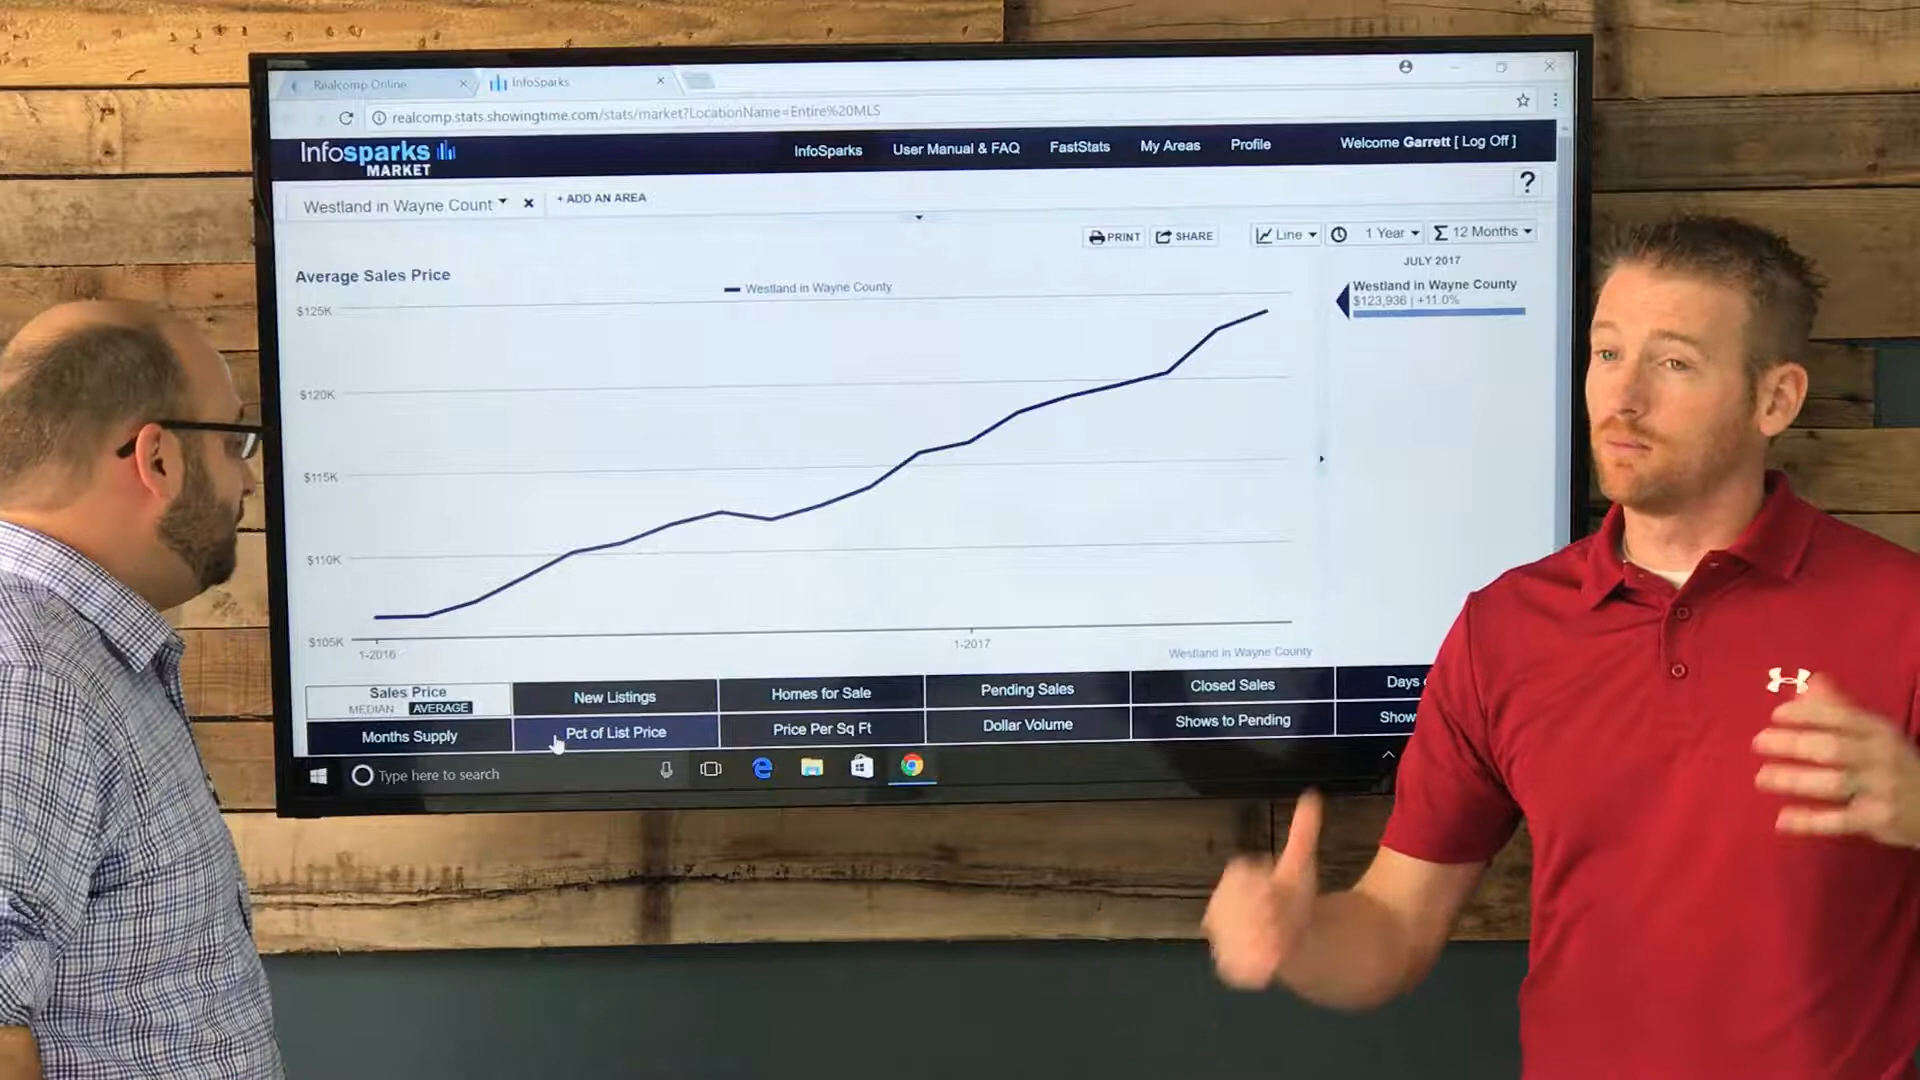 Realcomp Online
InfoSparks
realcomp.stats.showingtime.com/stats/market?LocationName=Entire%20MLS
Infosparks
MARKET
InfoSparks
User Manual & FAQ
FastStats
My Areas
Profile
Welcome Garrett [ Log Off ]
?
Westland in Wayne Count
+ ADD AN AREA
PRINT
SHARE
Line
1 Year
Σ 12 Months
JULY 2017
Average Sales Price
Westland in Wayne County
Westland in Wayne County
$123,936 | +11.0%
$125K
$120K
$115K
$110K
$105K
1-2016
1-2017
Westland in Wayne County
Sales Price
MEDIAN AVERAGE
New Listings
Homes for Sale
Pending Sales
Closed Sales
Days
Months Supply
Pct of List Price
Price Per Sq Ft
Dollar Volume
Shows to Pending
Show
Type here to search